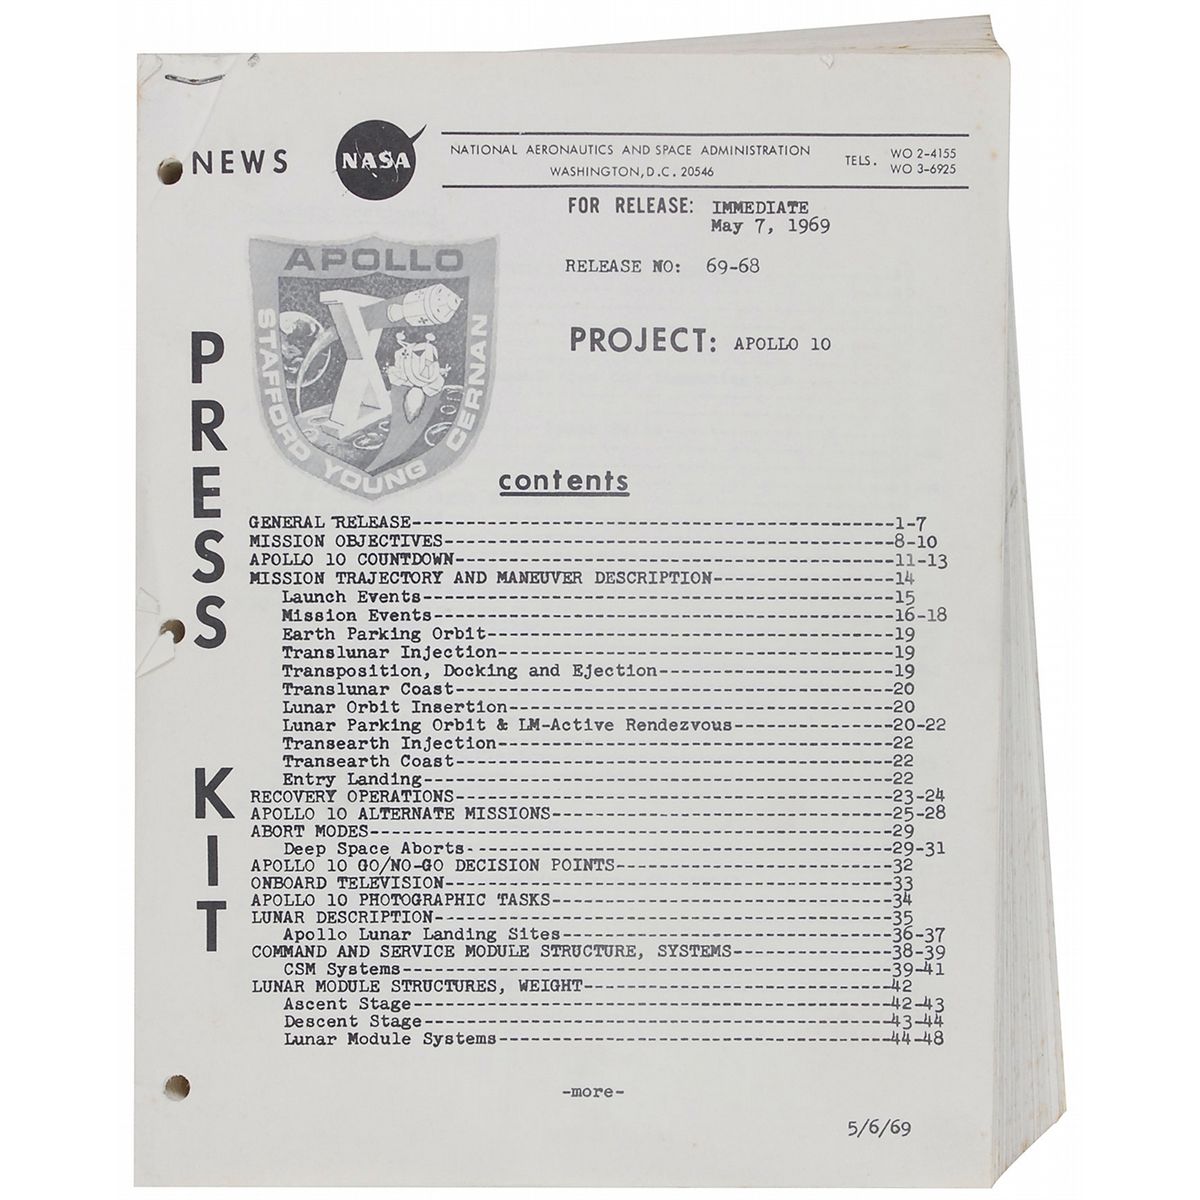 NEWS
NASA
NATIONAL AERONAUTICS AND SPACE ADMINISTRATION
WASHINGTON, D.C. 20546
TELS. WO 2-4155
WO 3-6925
FOR RELEASE: IMMEDIATE
May 7, 1969
RELEASE NO: 69-68
PROJECT: APOLLO 10
APOLLO
STAFFORD YOUNG CERNAN
PRESS
KIT
contents
GENERAL RELEASE---1-7
MISSION OBJECTIVES---8-10
APOLLO 10 COUNTDOWN---11-13
MISSION TRAJECTORY AND MANEUVER DESCRIPTION---14
Launch Events---15
Mission Events---16-18
Earth Parking Orbit---19
Translunar Injection---19
Transposition, Docking and Ejection---19
Translunar Coast---20
Lunar Orbit Insertion---20
Lunar Parking Orbit & LM-Active Rendezvous---20-22
Transearth Injection---22
Transearth Coast---22
Entry Landing---22
RECOVERY OPERATIONS---23-24
APOLLO 10 ALTERNATE MISSIONS---25-28
ABORT MODES---29
Deep Space Aborts---29-31
APOLLO 10 GO/NO-GO DECISION POINTS---32
ONBOARD TELEVISION---33
APOLLO 10 PHOTOGRAPHIC TASKS---34
LUNAR DESCRIPTION---35
Apollo Lunar Landing Sites---36-37
COMMAND AND SERVICE MODULE STRUCTURE, SYSTEMS---38-39
CSM Systems---39-41
LUNAR MODULE STRUCTURES, WEIGHT---42
Ascent Stage---42-43
Descent Stage---43-44
Lunar Module Systems---44-48
-more-
5/6/69